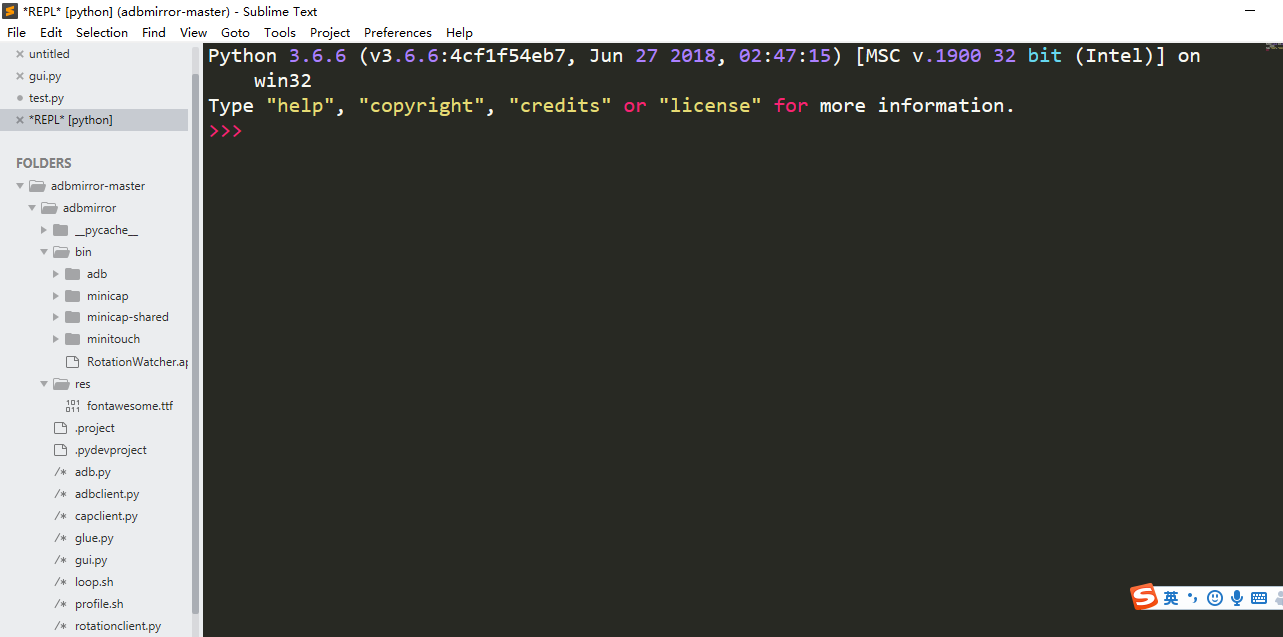 *REPL* [python] (adbmirror-master) - Sublime Text
File Edit Selection Find View Goto Tools Project Preferences Help
untitled
gui.py
test.py
*REPL* [python]
FOLDERS
adbmirror-master
adbmirror
__pycache__
bin
adb
minicap
minicap-shared
minitouch
RotationWatcher.ap
res
fontawesome.ttf
.project
.pydevproject
/* adb.py
/* adbclient.py
/* capclient.py
/* glue.py
/* gui.py
/* loop.sh
/* profile.sh
/* rotationclient.py
Python 3.6.6 (v3.6.6:4cf1f54eb7, Jun 27 2018, 02:47:15) [MSC v.1900 32 bit (Intel)] on
win32
Type "help", "copyright", "credits" or "license" for more information.
>>>
英